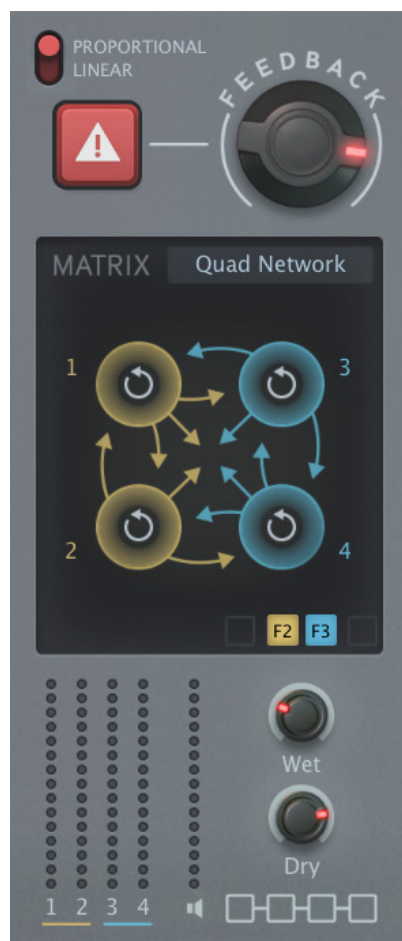 PROPORTIONAL
LINEAR
FEEDBACK
MATRIX Quad Network
1 3
2 4
F2 F3
Wet
Dry
1 2 3 4